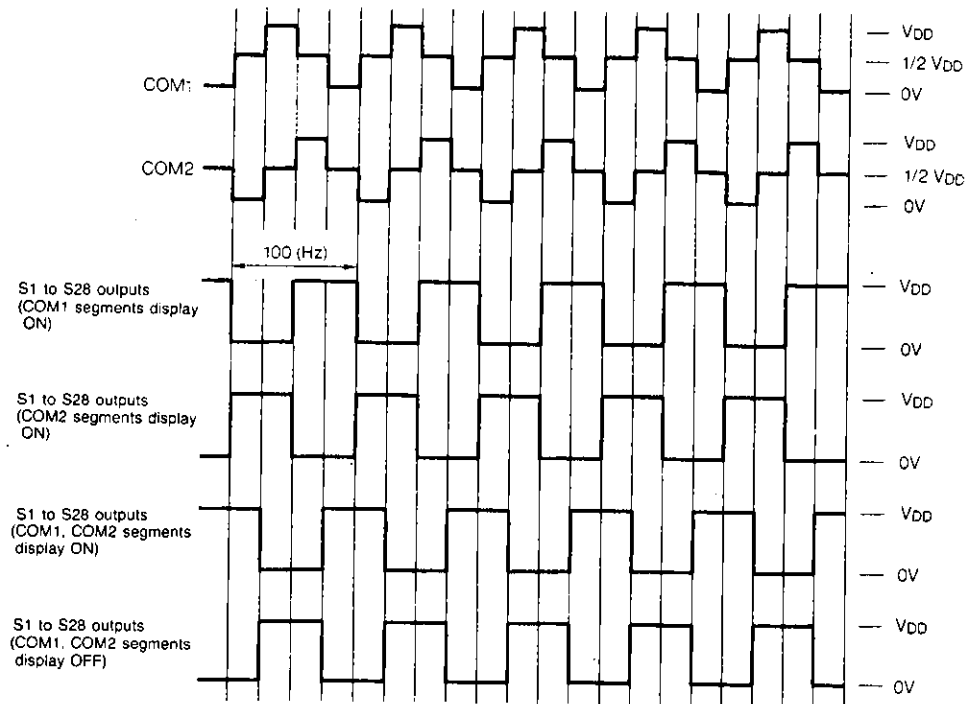 VDD
1/2 VDD
COM1
0V
VDD
COM2
1/2 VDD
0V
100 (Hz)
S1 to S28 outputs
(COM1 segments display
ON)
VDD
0V
S1 to S28 outputs
(COM2 segments display
ON)
VDD
0V
S1 to S28 outputs
(COM1, COM2 segments
display ON)
VDD
0V
S1 to S28 outputs
(COM1, COM2 segments
display OFF)
VDD
0V